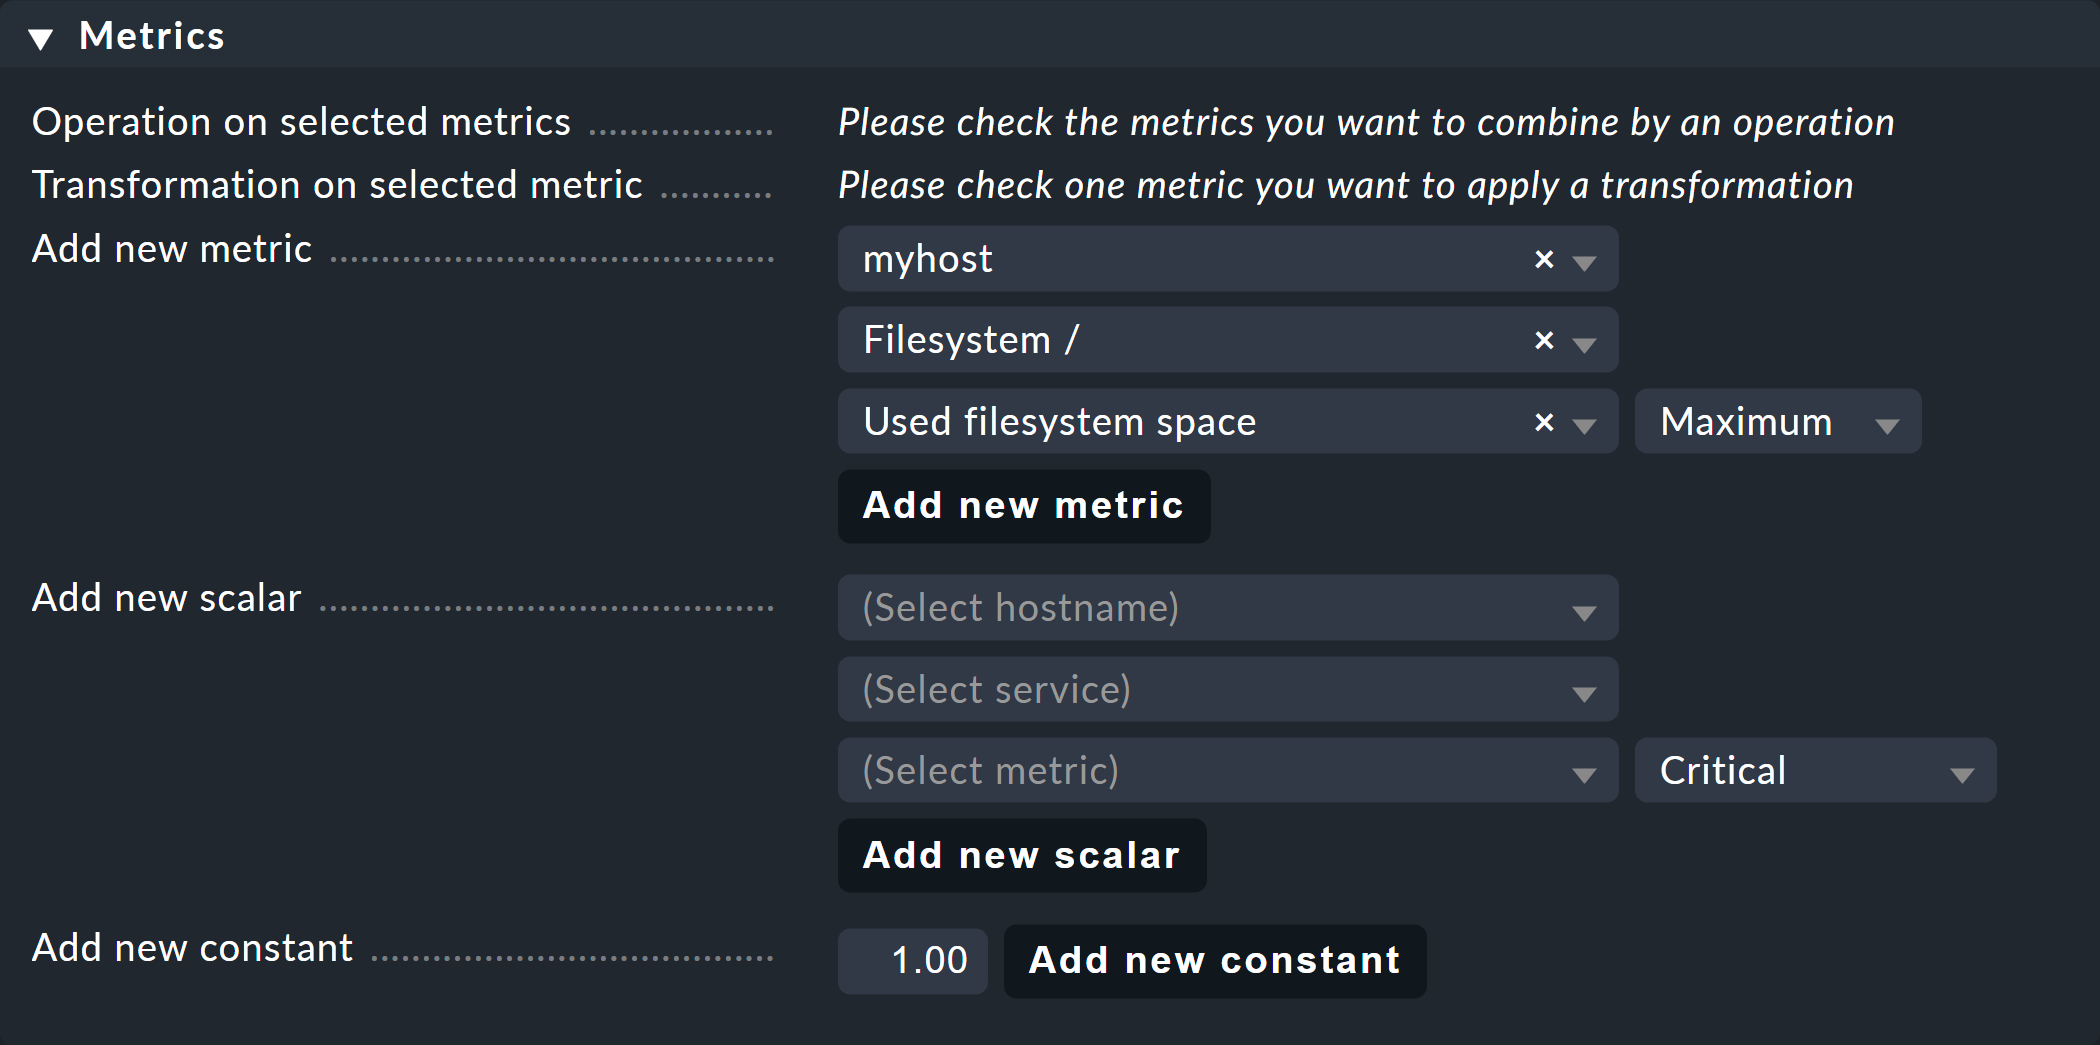 Metrics
Operation on selected metrics Please check the metrics you want to combine by an operation
Transformation on selected metric Please check one metric you want to apply a transformation
Add new metric myhost ×
Filesystem / ×
Used filesystem space × Maximum
Add new metric
Add new scalar (Select hostname)
(Select service)
(Select metric) Critical
Add new scalar
Add new constant 1.00 Add new constant